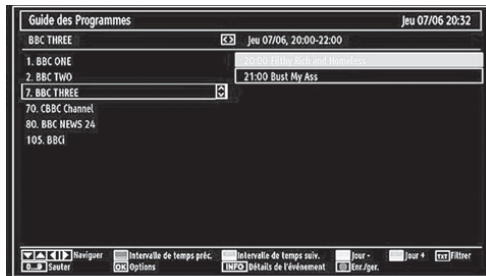 Guide des Programmes Jeu 07/06 20:32
BBC THREE <> Jeu 07/06, 20:00-22:00
1. BBC ONE 20:00 Filthy Rich and Homeless
2. BBC TWO 21:00 Bust My Ass
7. BBC THREE
70. CBBC Channel
80. BBC NEWS 24
105. BBCi
Naviguer Intervalle de temps préc. Intervalle de temps suiv. Jour - Jour + TXT Filtrer
0...9 Sauter OK Options INFO Détails de l'événement Enr./ger.